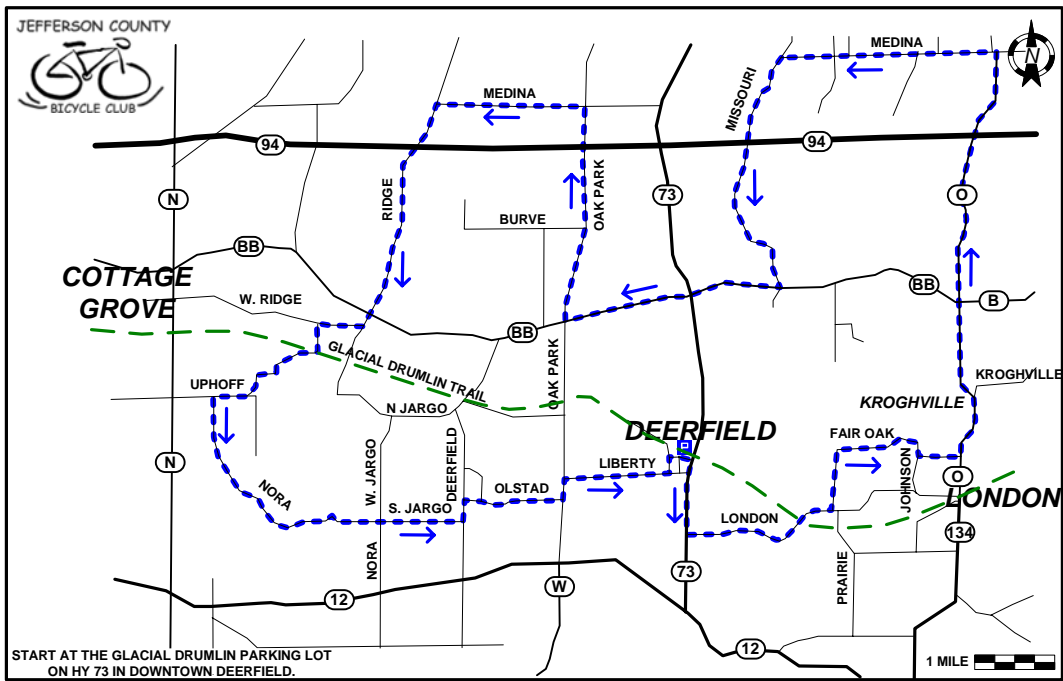 JEFFERSON COUNTY
BICYCLE CLUB
MEDINA
N
MEDINA
MISSOURI
94
94
N
RIDGE
BURVE
OAK PARK
73
O
BB
COTTAGE
GROVE
W. RIDGE
BB
B
BB
GLACIAL DRUMLIN TRAIL
UPHOFF
N JARGO
OAK PARK
KROGHVILLE
KROGHVILLE
DEERFIELD
P
FAIR OAK
N
NORA
W. JARGO
DEERFIELD
LIBERTY
OLSTAD
JOHNSON
O
LONDON
S. JARGO
LONDON
134
NORA
W
73
PRAIRIE
12
12
START AT THE GLACIAL DRUMLIN PARKING LOT
ON HY 73 IN DOWNTOWN DEERFIELD.
1 MILE